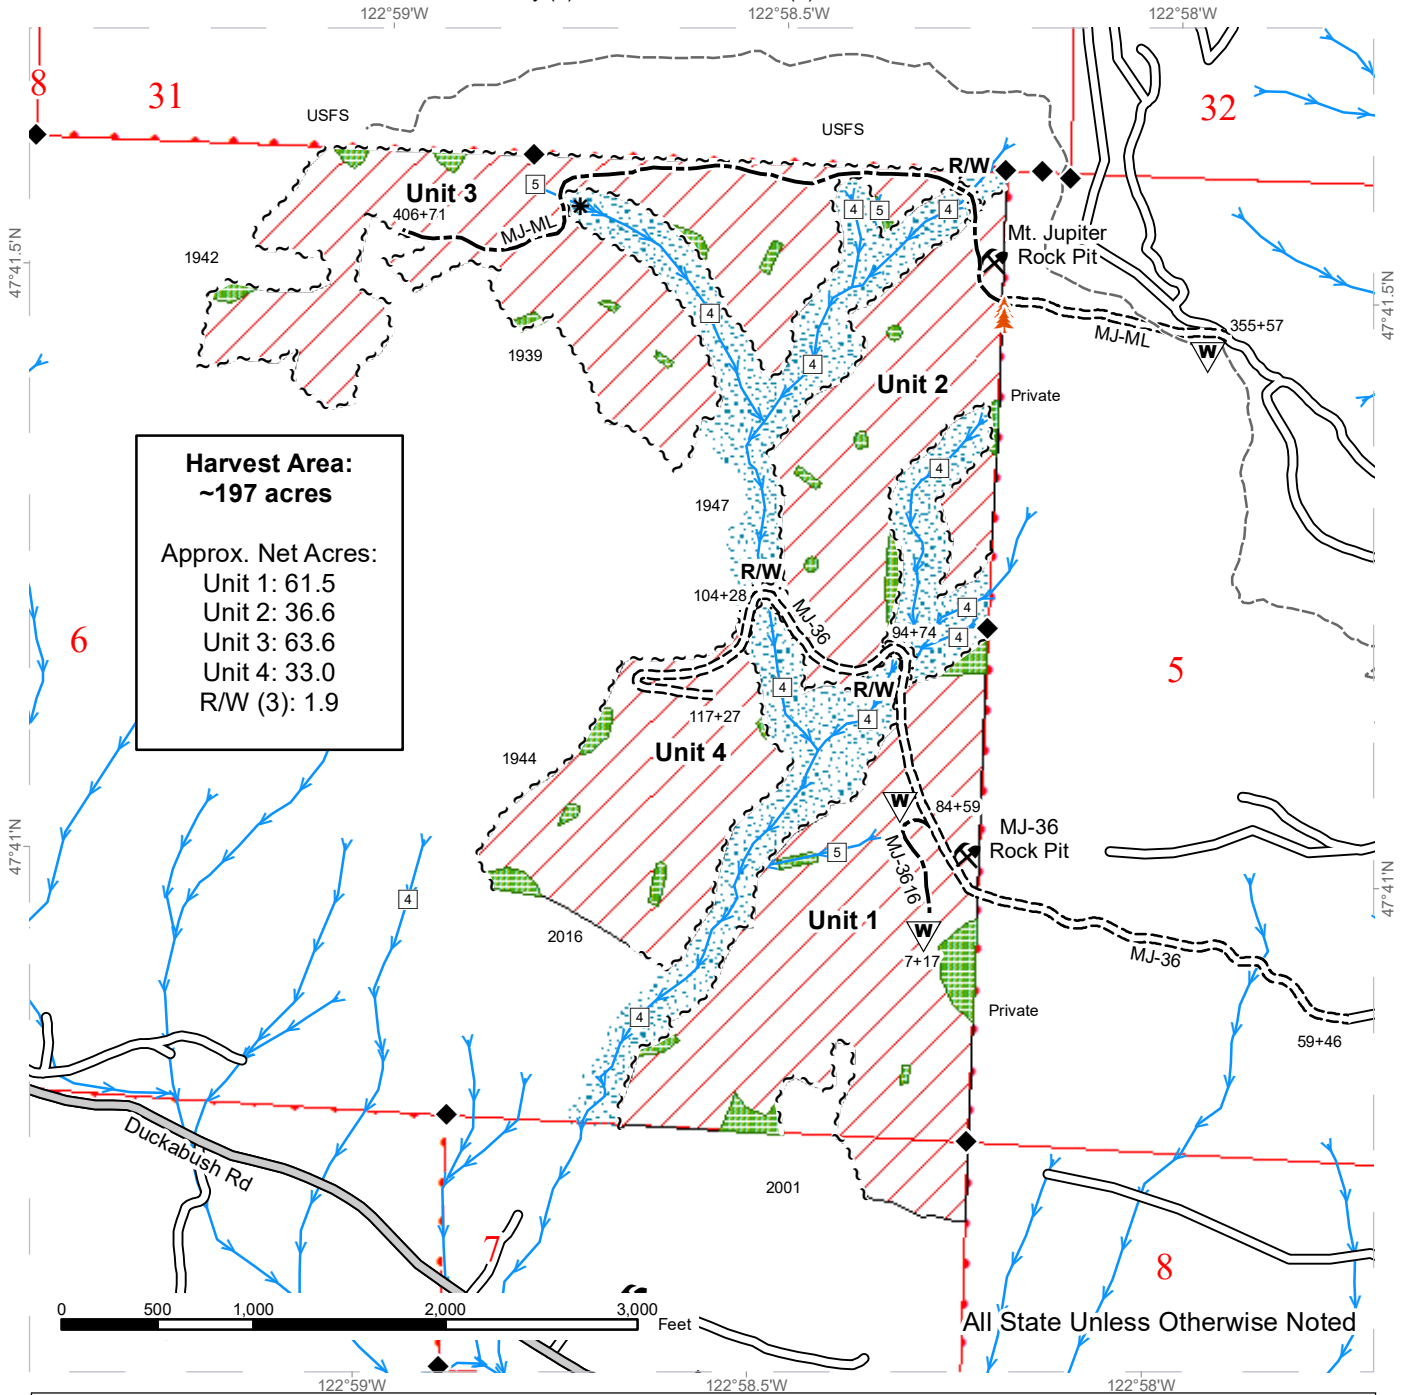 122°59'W
122°58.5'W
122°58'W
8
31
32
USFS
USFS
R/W
Unit 3
5
4
5
4
406+71
MJ-ML
Mt. Jupiter
Rock Pit
47°41.5'N
47°41.5'N
1942
4
355+57
MJ-ML
W
1939
4
Unit 2
Private
Harvest Area:
~197 acres
Approx. Net Acres:
Unit 1: 61.5
Unit 2: 36.6
Unit 3: 63.6
Unit 4: 33.0
R/W (3): 1.9
4
1947
R/W
104+28
MJ-36
4
94+74
4
6
5
4
R/W
117+27
4
1944
Unit 4
W
84+59
MJ-36
Rock Pit
47°41'N
47°41'N
5
MJ-3616
4
Unit 1
W
2016
7+17
MJ-36
Private
4
59+46
Duckabush Rd
2001
7
8
0
500
1,000
2,000
3,000
Feet
All State Unless Otherwise Noted
122°59'W
122°58.5'W
122°58'W